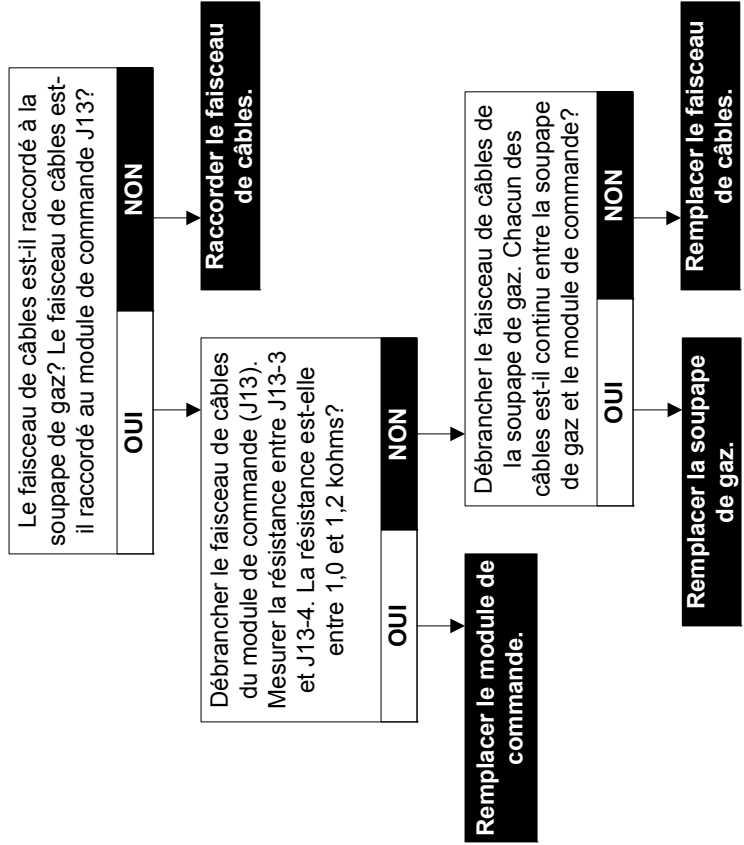 Le faisceau de câbles est-il raccordé à la
soupape de gaz? Le faisceau de câbles est-
il raccordé au module de commande J13?
OUI
NON
Raccorder le faisceau
de câbles.
Débrancher le faisceau de câbles
du module de commande (J13).
Mesurer la résistance entre J13-3
et J13-4. La résistance est-elle
entre 1,0 et 1,2 kohms?
OUI
NON
Remplacer le module de
commande.
Débrancher le faisceau de câbles de
la soupape de gaz. Chacun des
câbles est-il continu entre la soupape
de gaz et le module de commande?
OUI
NON
Remplacer la soupape
de gaz.
Remplacer le faisceau
de câbles.